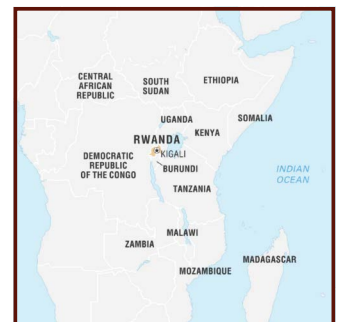 CENTRAL
AFRICAN
REPUBLIC
SOUTH
SUDAN
ETHIOPIA
UGANDA
KENYA
SOMALIA
RWANDA
KIGALI
BURUNDI
DEMOCRATIC
REPUBLIC
OF THE CONGO
TANZANIA
INDIAN
OCEAN
MALAWI
ZAMBIA
MOZAMBIQUE
MADAGASCAR